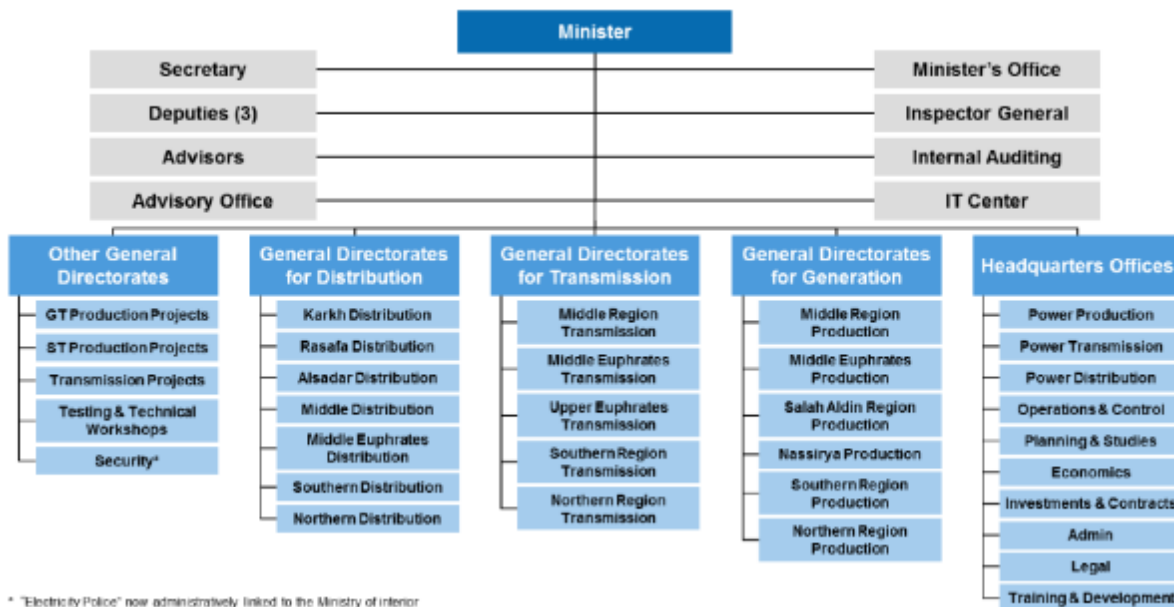 Minister
Secretary
Minister's Office
Deputies (3)
Inspector General
Advisors
Internal Auditing
Advisory Office
IT Center
Other General
Directorates
GT Production Projects
ST Production Projects
Transmission Projects
Testing & Technical
Workshops
Security*
General Directorates
for Distribution
Karkh Distribution
Rasafa Distribution
Alsadar Distribution
Middle Distribution
Middle Euphrates
Distribution
Southern Distribution
Northern Distribution
General Directorates
for Transmission
Middle Region
Transmission
Middle Euphrates
Transmission
Upper Euphrates
Transmission
Southern Region
Transmission
Northern Region
Transmission
General Directorates
for Generation
Middle Region
Production
Middle Euphrates
Production
Salah Aldin Region
Production
Nassirya Production
Southern Region
Production
Northern Region
Production
Headquarters Offices
Power Production
Power Transmission
Power Distribution
Operations & Control
Planning & Studies
Economics
Investments & Contracts
Admin
Legal
Training & Development
* "Electricity Police" now administratively linked to the Ministry of interior